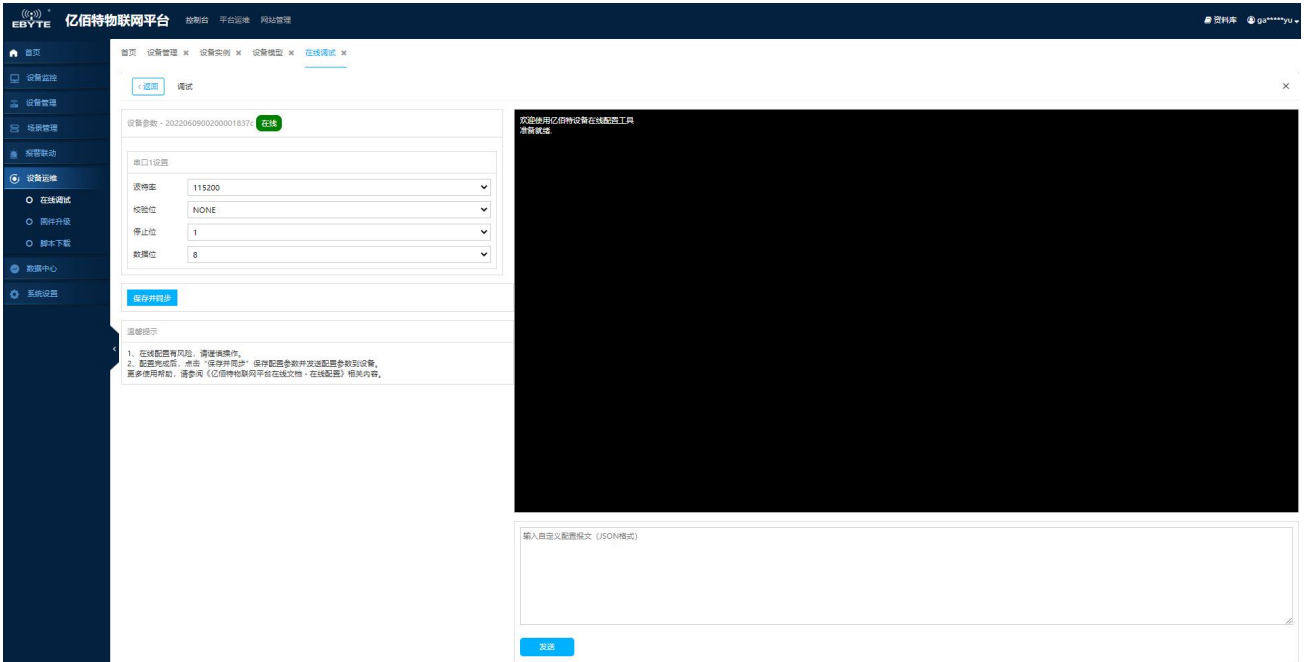 EBYTE 亿佰特物联网平台 控制台 平台运维 网站管理 资料库 ga*****yu
首页
设备监控
设备管理
场景管理
报警联动
设备运维
在线调试
固件升级
脚本下载
数据中心
系统设置
首页 设备管理 × 设备实例 × 设备模型 × 在线调试 ×
‹返回 调试 ×
设备参数 - 2022060900200001837c 在线
串口1设置
波特率 115200
校验位 NONE
停止位 1
数据位 8
保存并同步
温馨提示
1、在线配置有风险，请谨慎操作。
2、配置完成后，点击“保存并同步”保存配置参数并发送配置参数到设备。
更多使用帮助，请参阅《亿佰特物联网平台在线文档 - 在线配置》相关内容。
欢迎使用亿佰特设备在线配置工具
准备就绪.
输入自定义配置报文（JSON格式）
发送